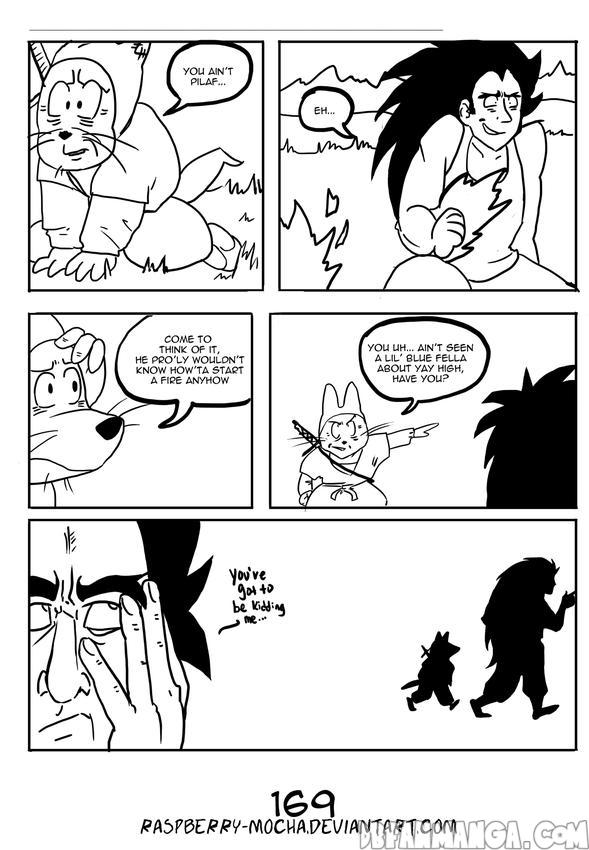 YOU AIN'T
PILAF...
EH...
COME TO
THINK OF IT,
HE PRO'LY WOULDN'T
KNOW HOW'TA START
A FIRE ANYHOW
YOU UH... AIN'T SEEN
A LIL' BLUE FELLA
ABOUT YAY HIGH,
HAVE YOU?
You've
got to
be kidding
me...
169
RASPBERRY-MOCHA.DEVIANTART.COM
DBFANMANGA.COM